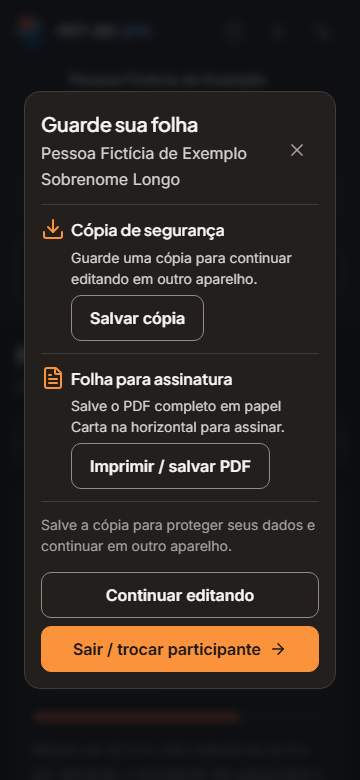 Guarde sua folha
Pessoa Fictícia de Exemplo
Sobrenome Longo
Cópia de segurança
Guarde uma cópia para continuar
editando em outro aparelho.
Salvar cópia
Folha para assinatura
Salve o PDF completo em papel
Carta na horizontal para assinar.
Imprimir / salvar PDF
Salve a cópia para proteger seus dados e
continuar em outro aparelho.
Continuar editando
Sair / trocar participante